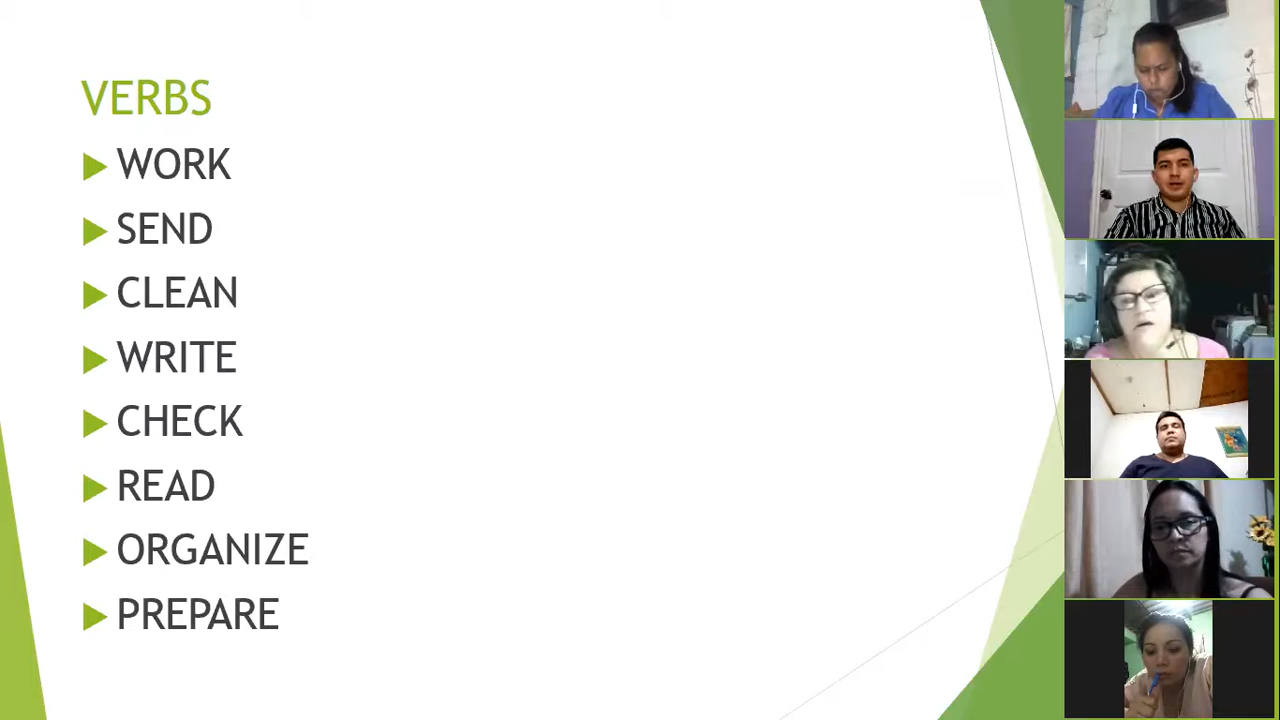 VERBS
WORK
SEND
CLEAN
WRITE
CHECK
READ
ORGANIZE
PREPARE